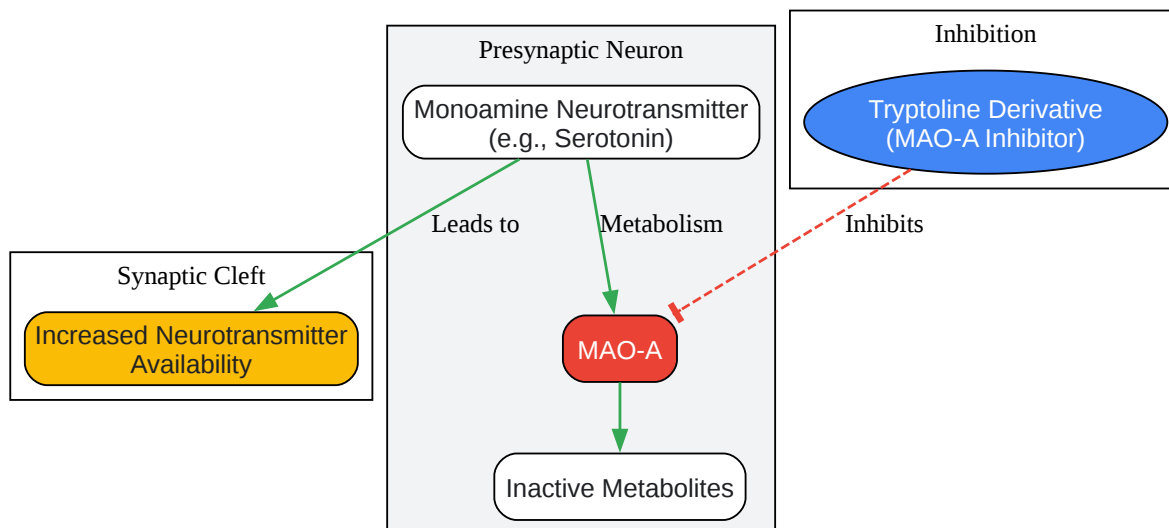 Inhibition
Presynaptic Neuron
Tryptoline Derivative
(MAO-A Inhibitor)
Monoamine Neurotransmitter
(e.g., Serotonin)
Leads to
Metabolism
Inhibits
Synaptic Cleft
Increased Neurotransmitter
Availability
MAO-A
Inactive Metabolites